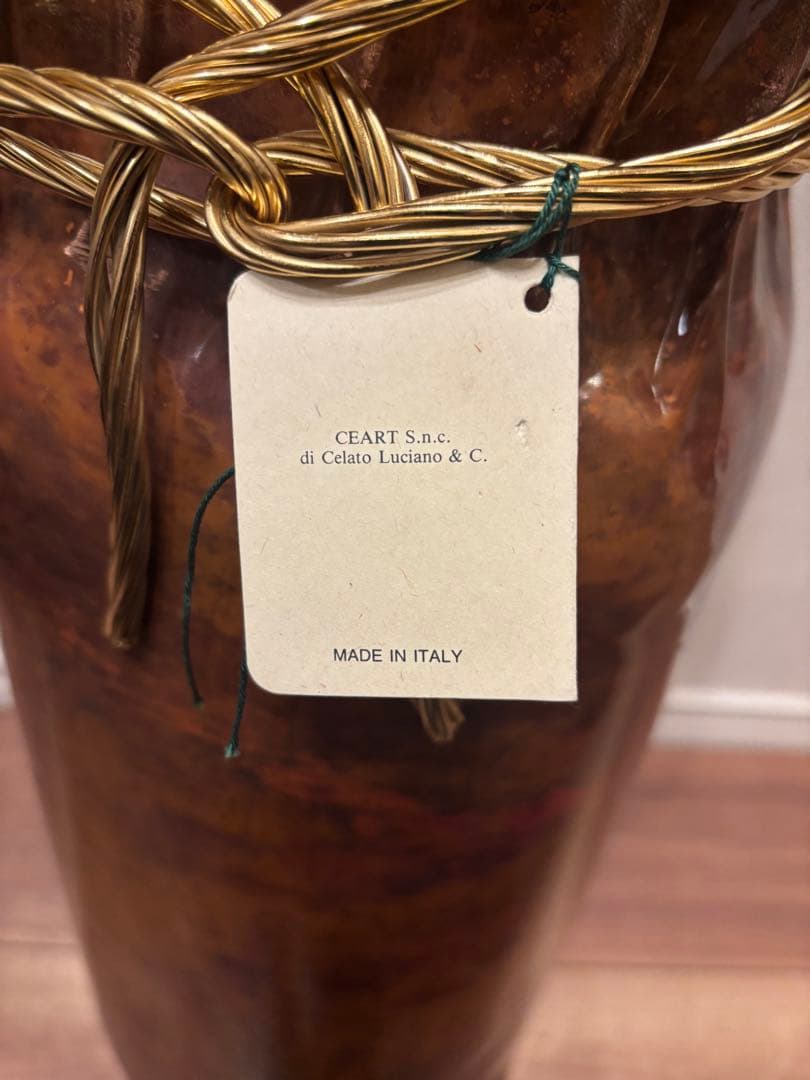 CEART S.n.c.
di Celato Luciano & C.
MADE IN ITALY